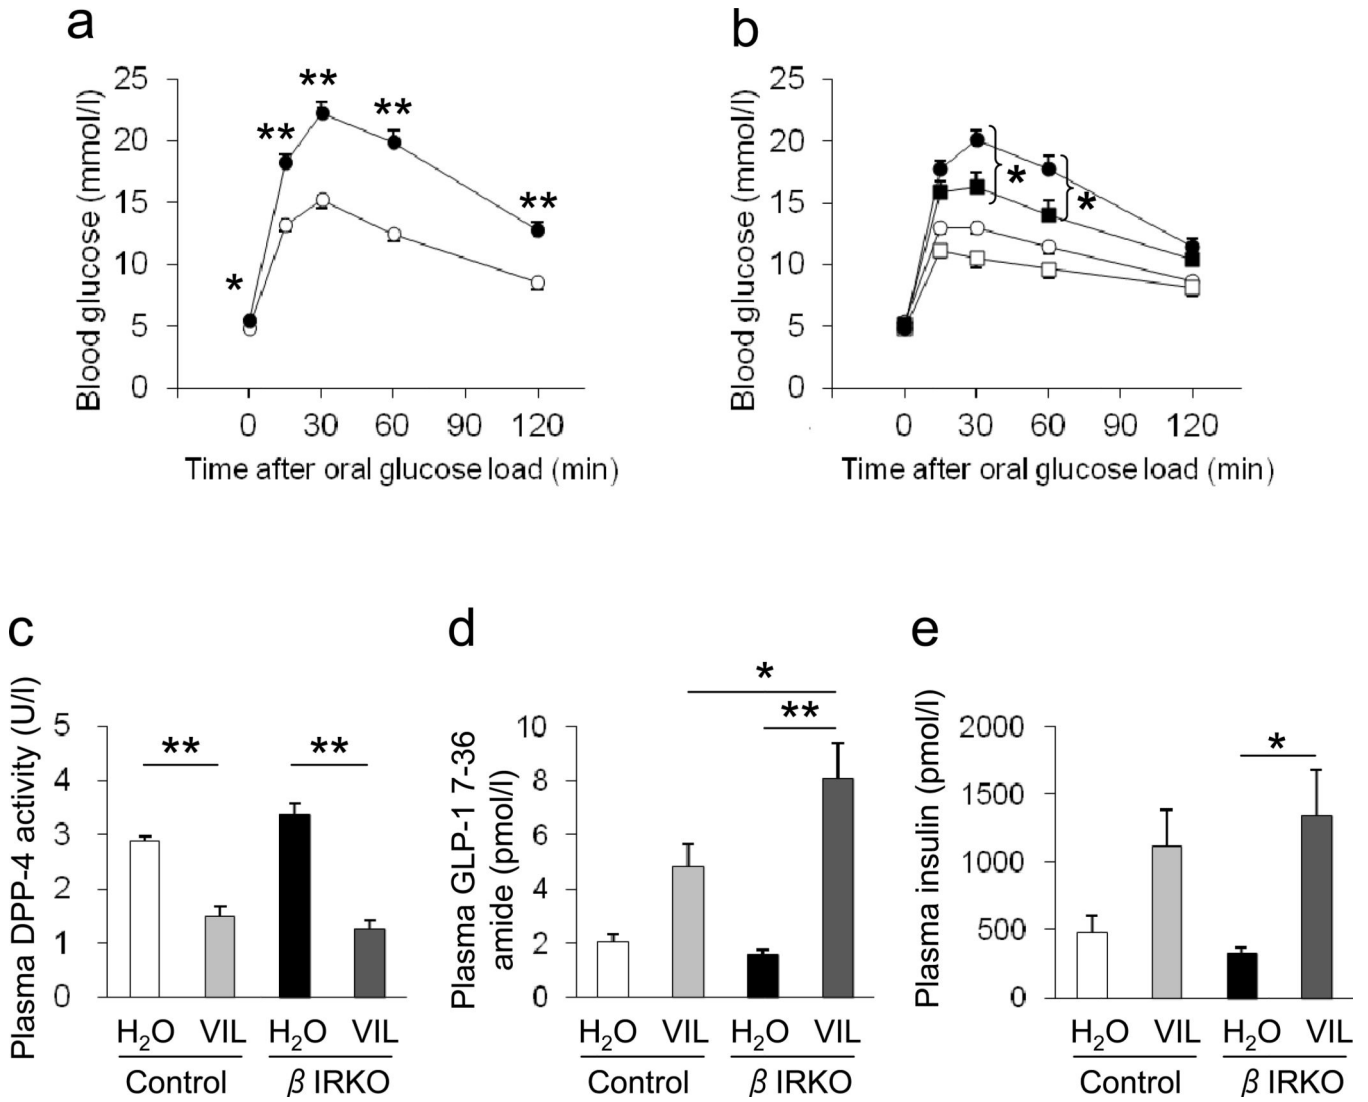 a
b
25
20
15
10
5
0
Blood glucose (mmol/l)
*
**
**
**
**
0 30 60 90 120
Time after oral glucose load (min)
25
20
15
10
5
0
Blood glucose (mmol/l)
*
*
0 30 60 90 120
Time after oral glucose load (min)
c
Plasma DPP-4 activity (U/l)
5
4
3
2
1
0
** **
H₂O VIL H₂O VIL
Control β IRKO
d
Plasma GLP-1 7-36
amide (pmol/l)
10
8
6
4
2
0
*
**
H₂O VIL H₂O VIL
Control β IRKO
e
Plasma insulin (pmol/l)
2000
1500
1000
500
0
*
H₂O VIL H₂O VIL
Control β IRKO